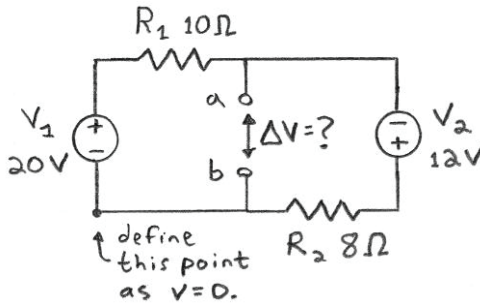 R₁ 10Ω
a
V₁
+
-
20V
ΔV=?
-
+
V₂
12V
b
R₂ 8Ω
define
this point
as V=0.